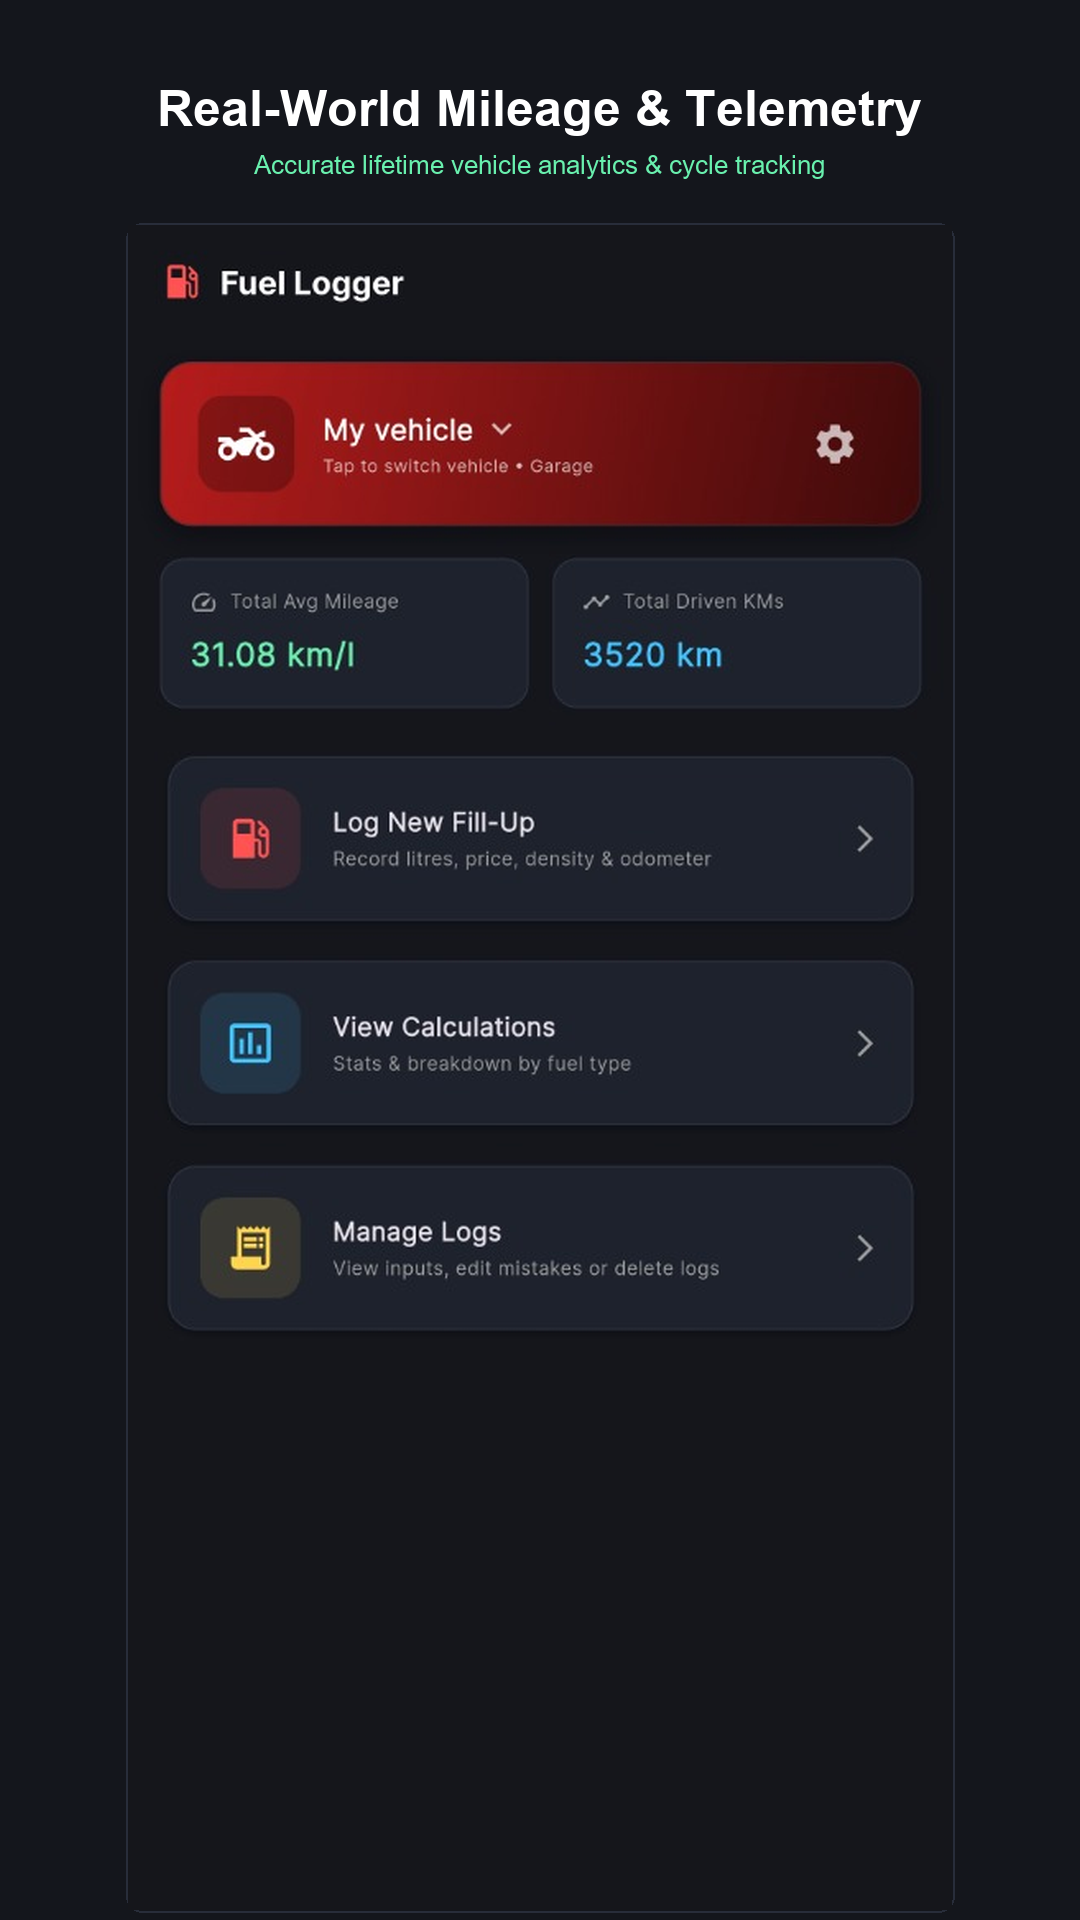 Real-World Mileage & Telemetry
Accurate lifetime vehicle analytics & cycle tracking
Fuel Logger
My vehicle
Tap to switch vehicle • Garage
Total Avg Mileage
31.08 km/l
Total Driven KMs
3520 km
Log New Fill-Up
Record litres, price, density & odometer
View Calculations
Stats & breakdown by fuel type
Manage Logs
View inputs, edit mistakes or delete logs